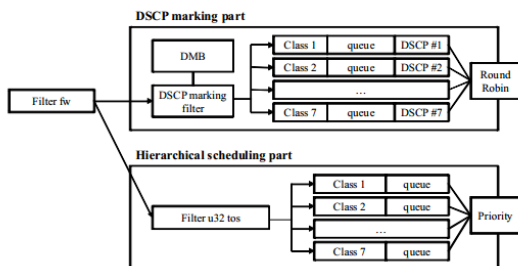 DSCP marking part
DMB
Class 1 queue DSCP #1
Class 2 queue DSCP #2
...
Class 7 queue DSCP #7
Filter fw
DSCP marking
filter
Round
Robin
Hierarchical scheduling part
Filter u32 tos
Class 1 queue
Class 2 queue
...
Class 7 queue
Priority